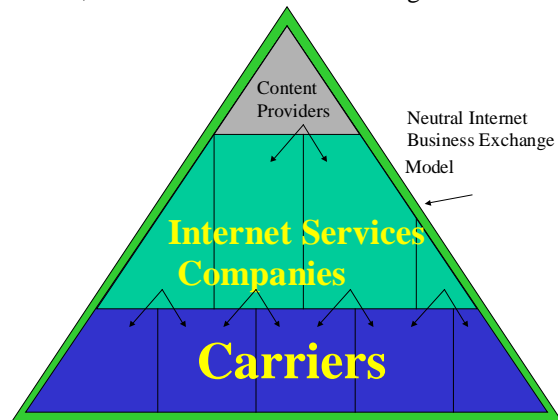 Content
Providers
Neutral Internet
Business Exchange
Model
Internet Services
Companies
Carriers